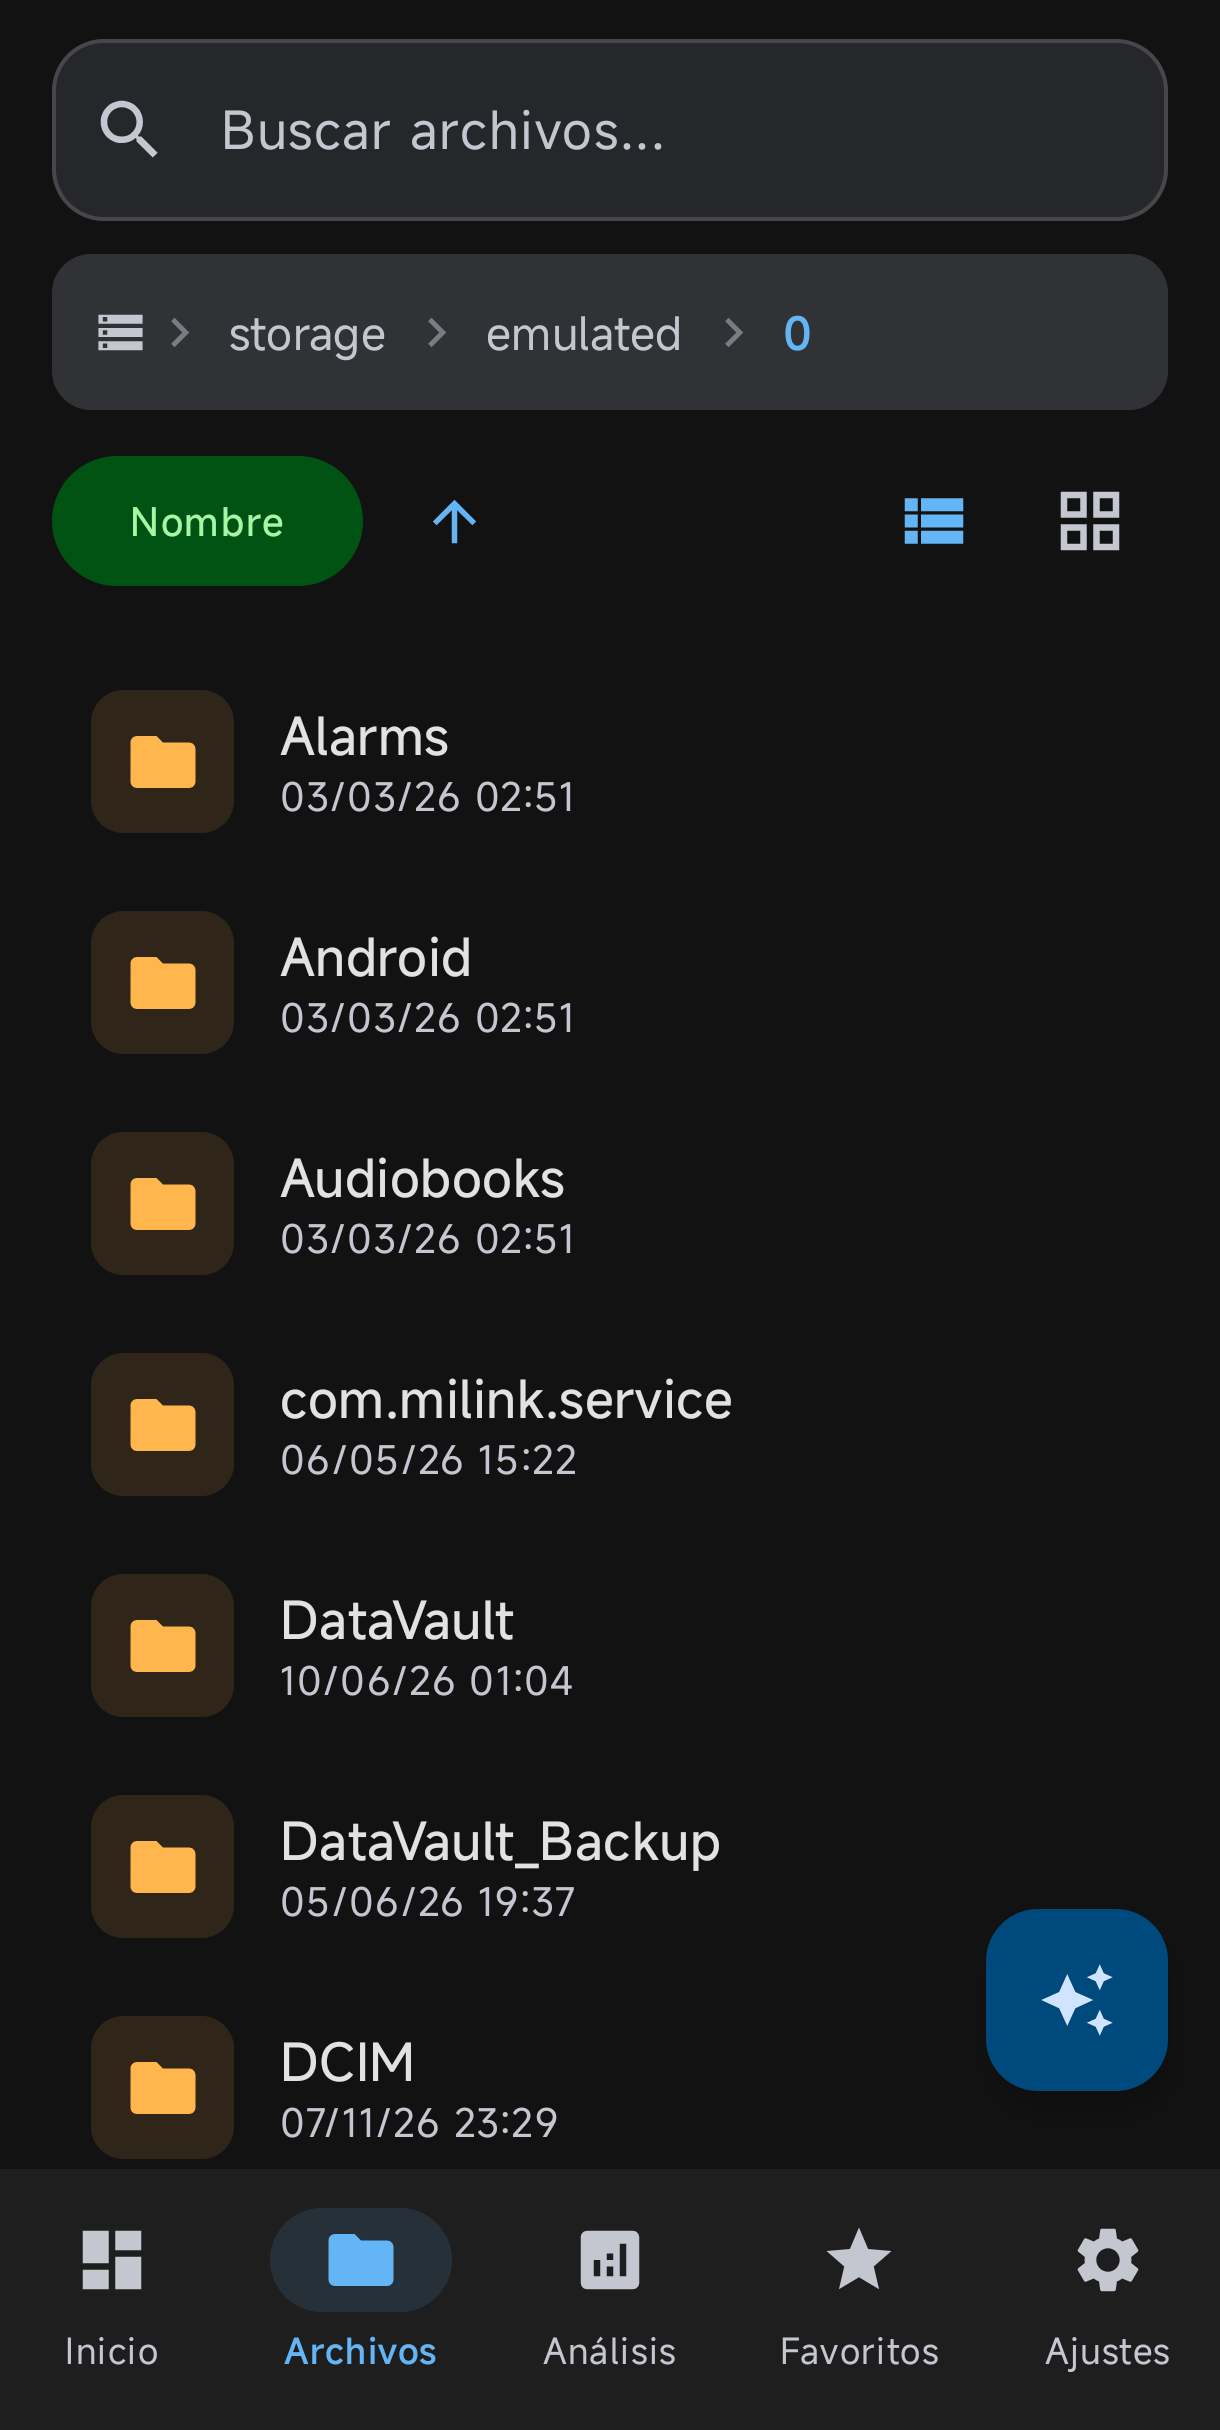 Buscar archivos...
storage > emulated > 0
Nombre
Alarms
03/03/26 02:51
Android
03/03/26 02:51
Audiobooks
03/03/26 02:51
com.milink.service
06/05/26 15:22
DataVault
10/06/26 01:04
DataVault_Backup
05/06/26 19:37
DCIM
07/11/26 23:29
Inicio Archivos Análisis Favoritos Ajustes